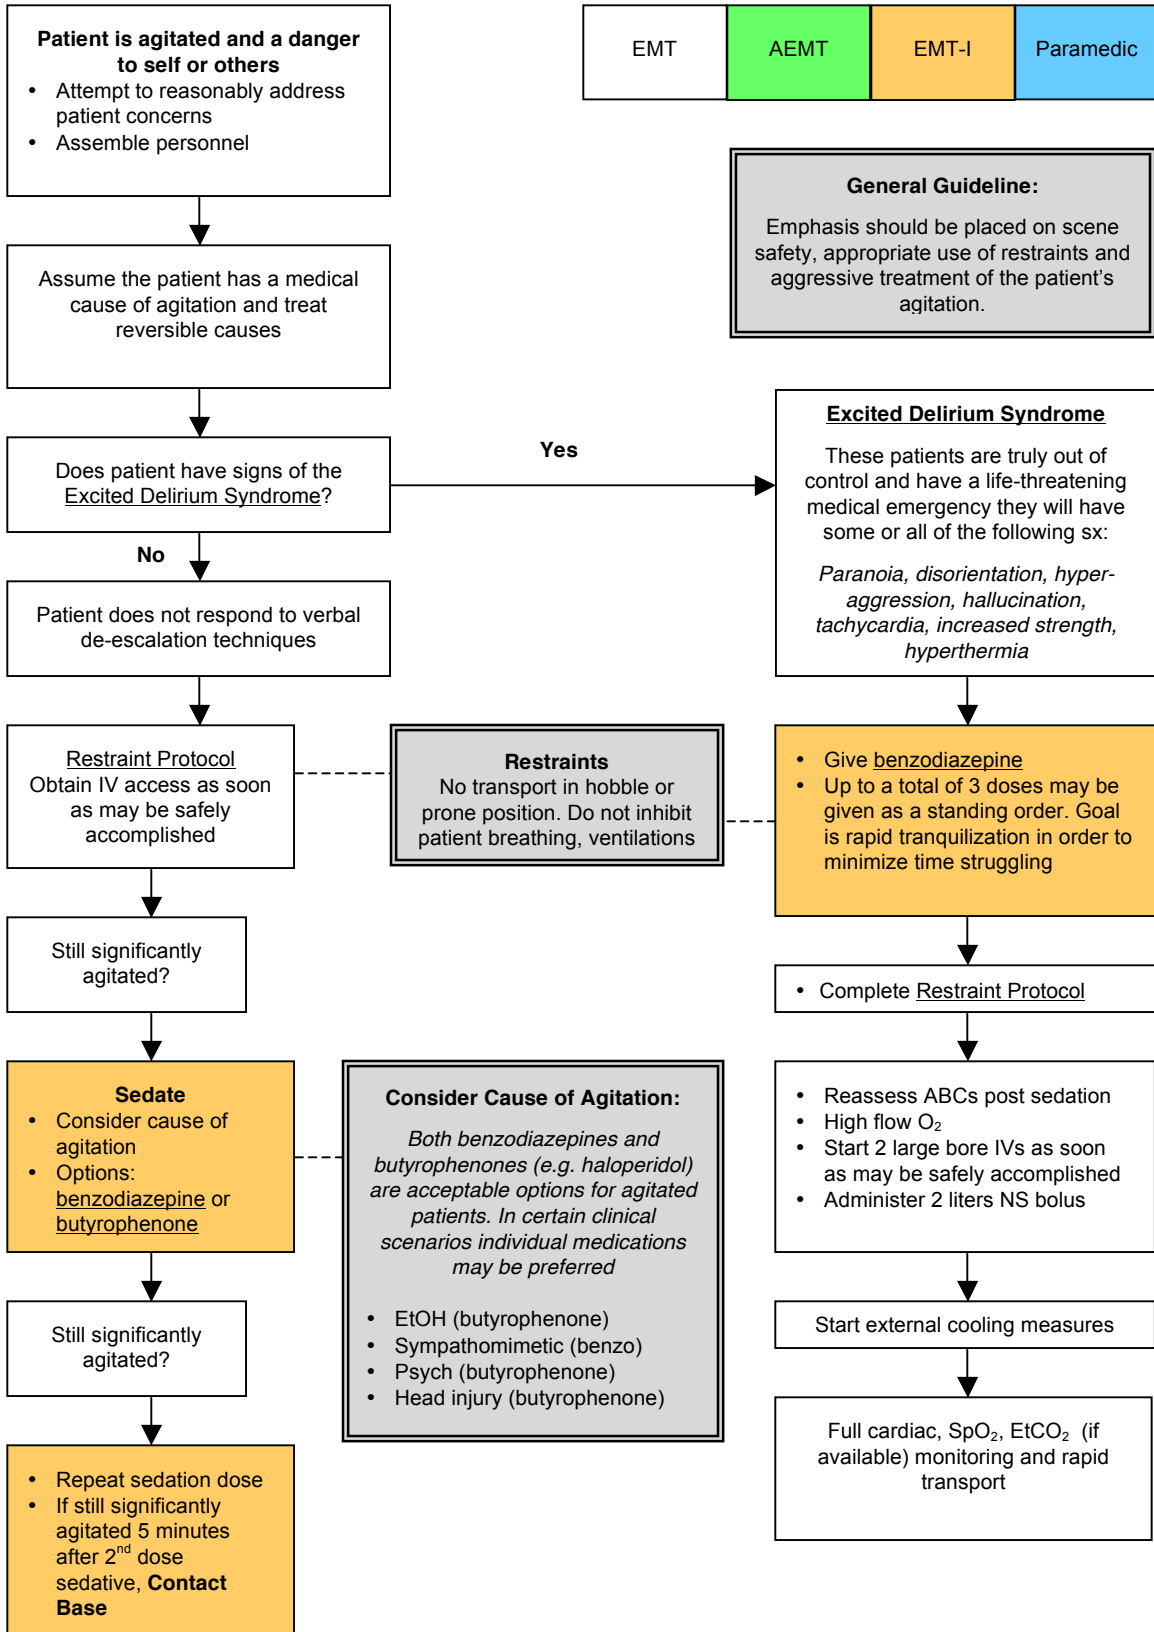 Patient is agitated and a danger
to self or others
• Attempt to reasonably address
patient concerns
• Assemble personnel
EMT
AEMT
EMT-I
Paramedic
General Guideline:
Emphasis should be placed on scene
safety, appropriate use of restraints and
aggressive treatment of the patient’s
agitation.
Assume the patient has a medical
cause of agitation and treat
reversible causes
Does patient have signs of the
Excited Delirium Syndrome?
Yes
No
Excited Delirium Syndrome
These patients are truly out of
control and have a life-threatening
medical emergency they will have
some or all of the following sx:
Paranoia, disorientation, hyper-
aggression, hallucination,
tachycardia, increased strength,
hyperthermia
Patient does not respond to verbal
de-escalation techniques
Restraint Protocol
Obtain IV access as soon
as may be safely
accomplished
Restraints
No transport in hobble or
prone position. Do not inhibit
patient breathing, ventilations
• Give benzodiazepine
• Up to a total of 3 doses may be
given as a standing order. Goal
is rapid tranquilization in order to
minimize time struggling
Still significantly
agitated?
• Complete Restraint Protocol
Sedate
• Consider cause of
agitation
• Options:
benzodiazepine or
butyrophenone
Consider Cause of Agitation:
Both benzodiazepines and
butyrophenones (e.g. haloperidol)
are acceptable options for agitated
patients. In certain clinical
scenarios individual medications
may be preferred
• EtOH (butyrophenone)
• Sympathomimetic (benzo)
• Psych (butyrophenone)
• Head injury (butyrophenone)
• Reassess ABCs post sedation
• High flow O₂
• Start 2 large bore IVs as soon
as may be safely accomplished
• Administer 2 liters NS bolus
Still significantly
agitated?
Start external cooling measures
• Repeat sedation dose
• If still significantly
agitated 5 minutes
after 2nd dose
sedative, Contact
Base
Full cardiac, SpO₂, EtCO₂ (if
available) monitoring and rapid
transport